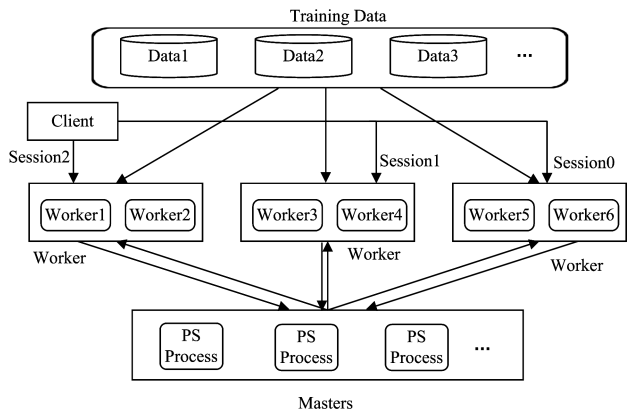 Training Data
Data1 Data2 Data3 ...
Client
Session2 Session1 Session0
Worker1 Worker2 Worker3 Worker4 Worker5 Worker6
Worker Worker Worker
PS PS PS
Process Process Process ...
Masters